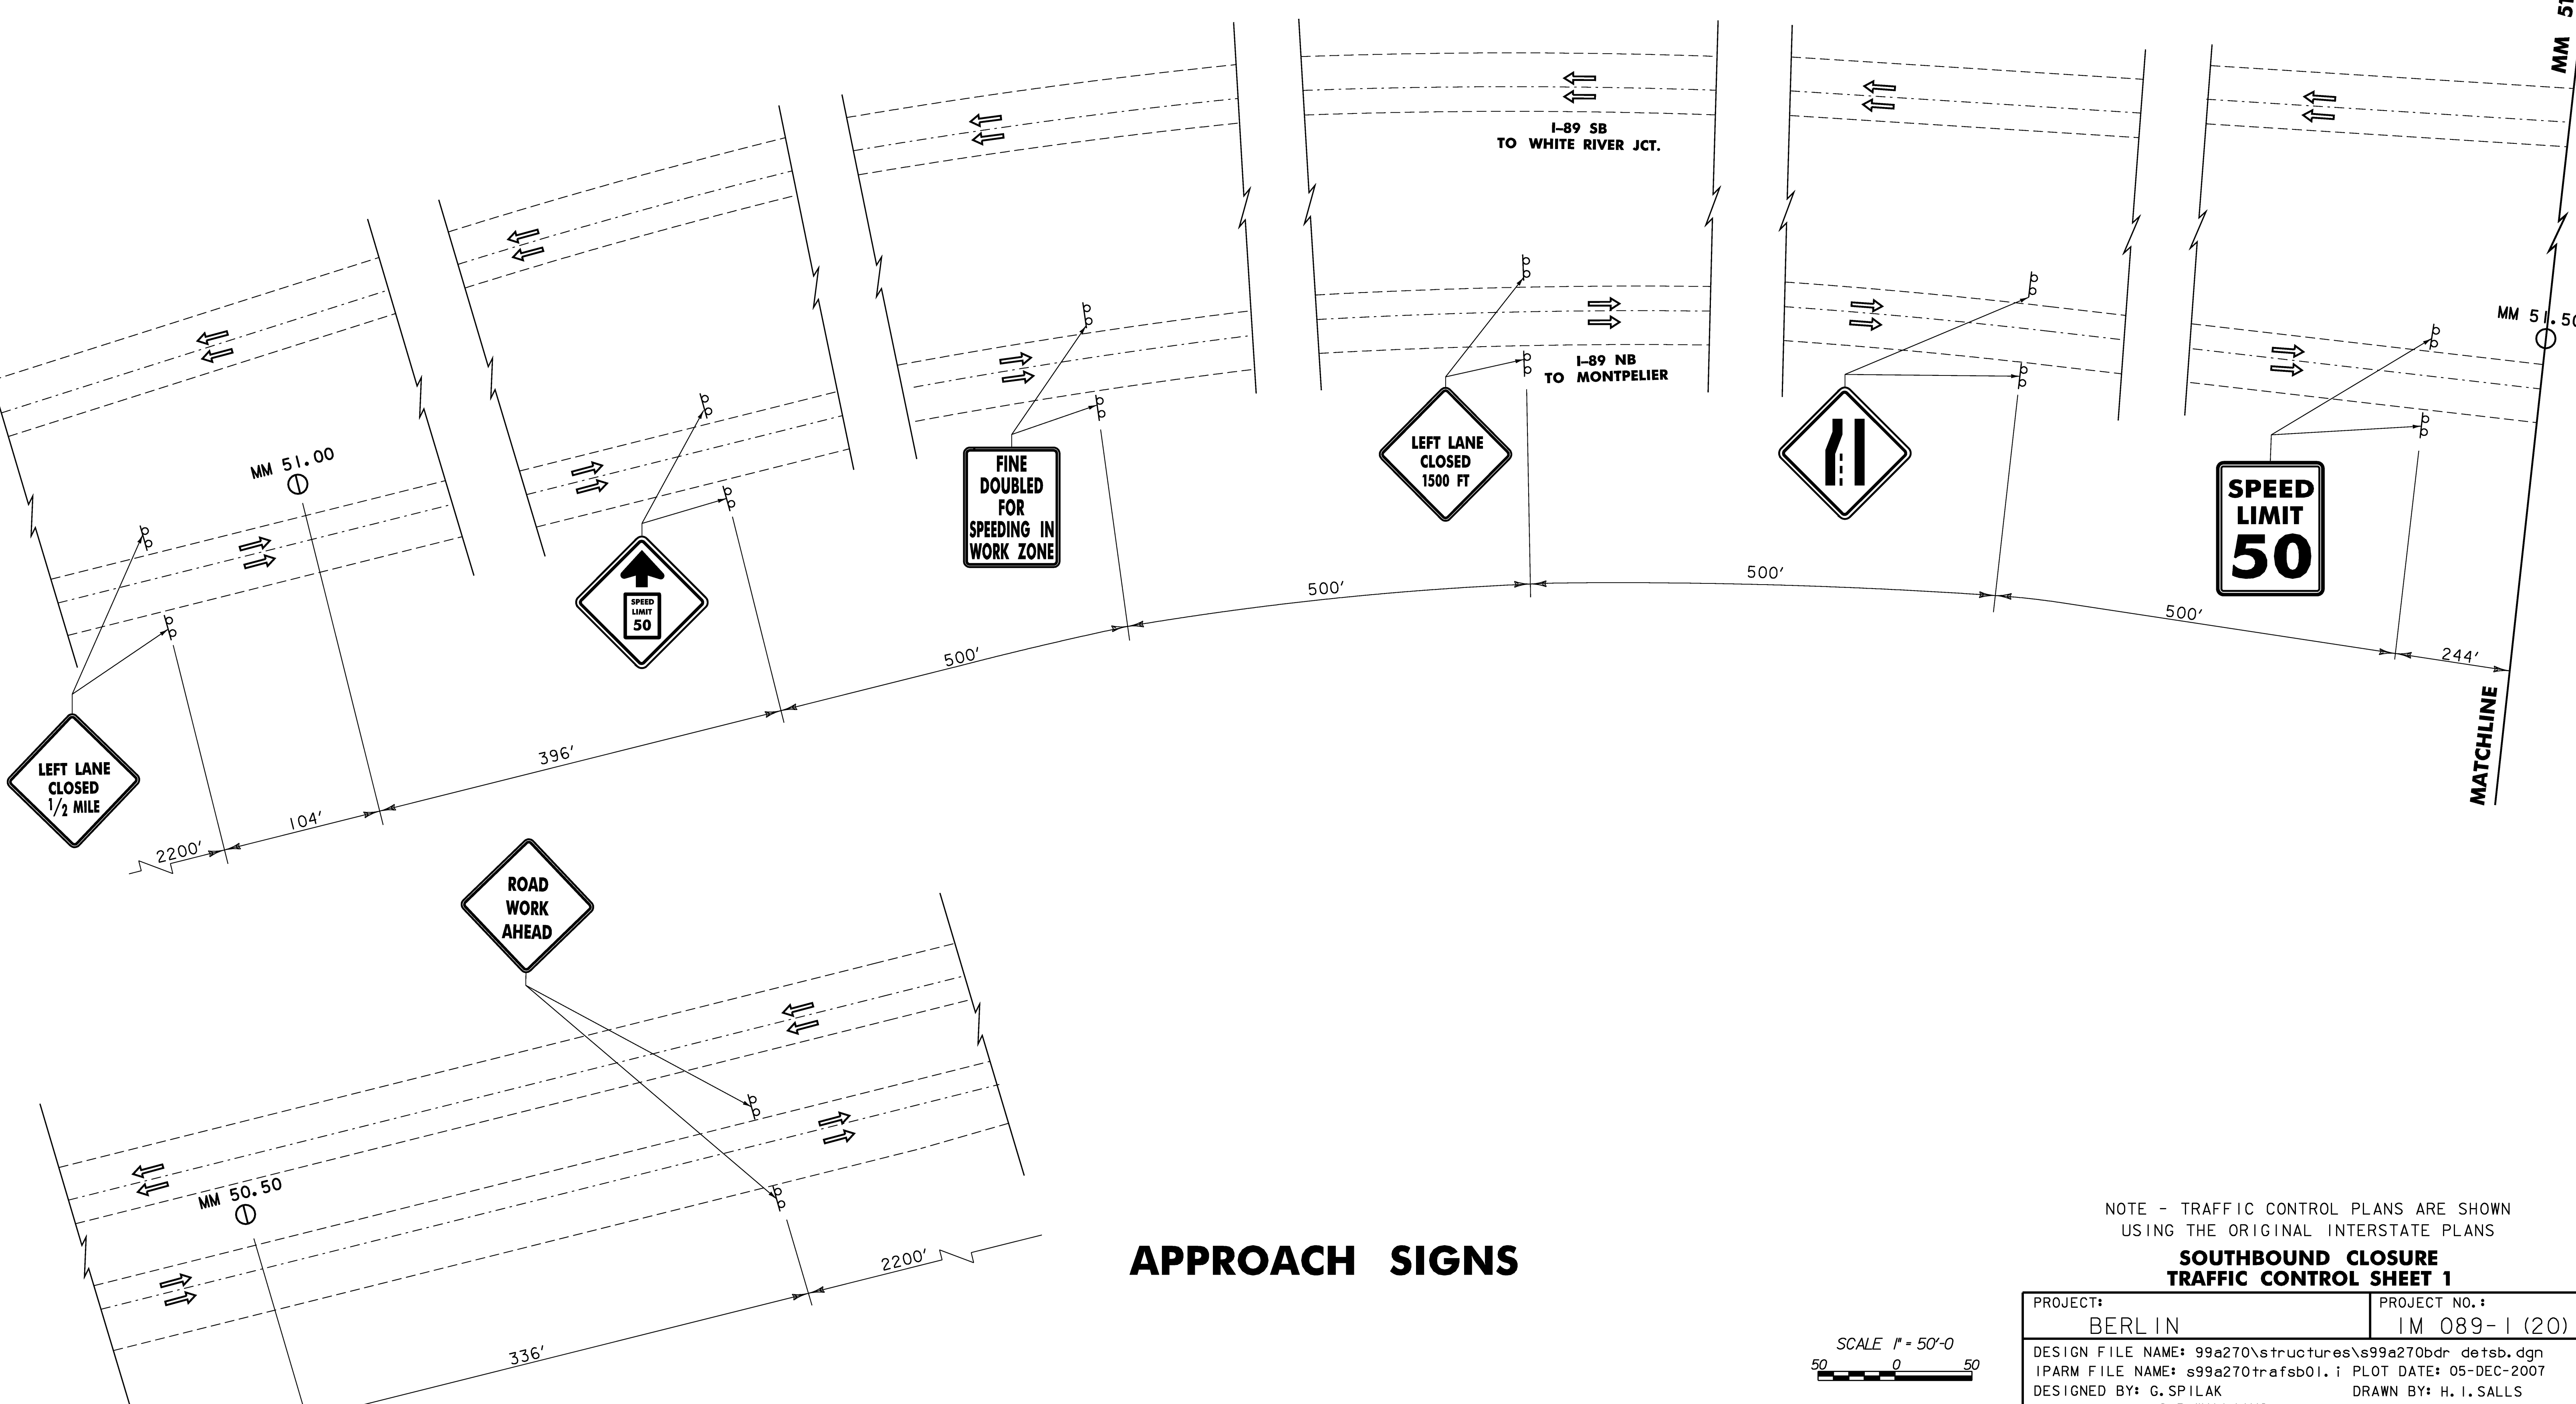 MM 51
I-89 SB
TO WHITE RIVER JCT.
MM 51.50
I-89 NB
TO MONTPELIER
MM 51.00
LEFT LANE
CLOSED
1/2 MILE
SPEED
LIMIT
50
FINE
DOUBLED
FOR
SPEEDING IN
WORK ZONE
LEFT LANE
CLOSED
1500 FT
SPEED
LIMIT
50
2200'
104'
396'
500'
500'
500'
500'
244'
MATCHLINE
ROAD
WORK
AHEAD
MM 50.50
336'
2200'
APPROACH SIGNS
SCALE 1" = 50'-0
50 0 50
NOTE - TRAFFIC CONTROL PLANS ARE SHOWN
USING THE ORIGINAL INTERSTATE PLANS
SOUTHBOUND CLOSURE
TRAFFIC CONTROL SHEET 1
PROJECT: PROJECT NO.:
BERLIN IM 089-1(20)
DESIGN FILE NAME: 99a270\structures\s99a270bdr detsb.dgn
IPARM FILE NAME: s99a270trafsb01.i PLOT DATE: 05-DEC-2007
DESIGNED BY: G.SPILAK DRAWN BY: H.I.SALLS